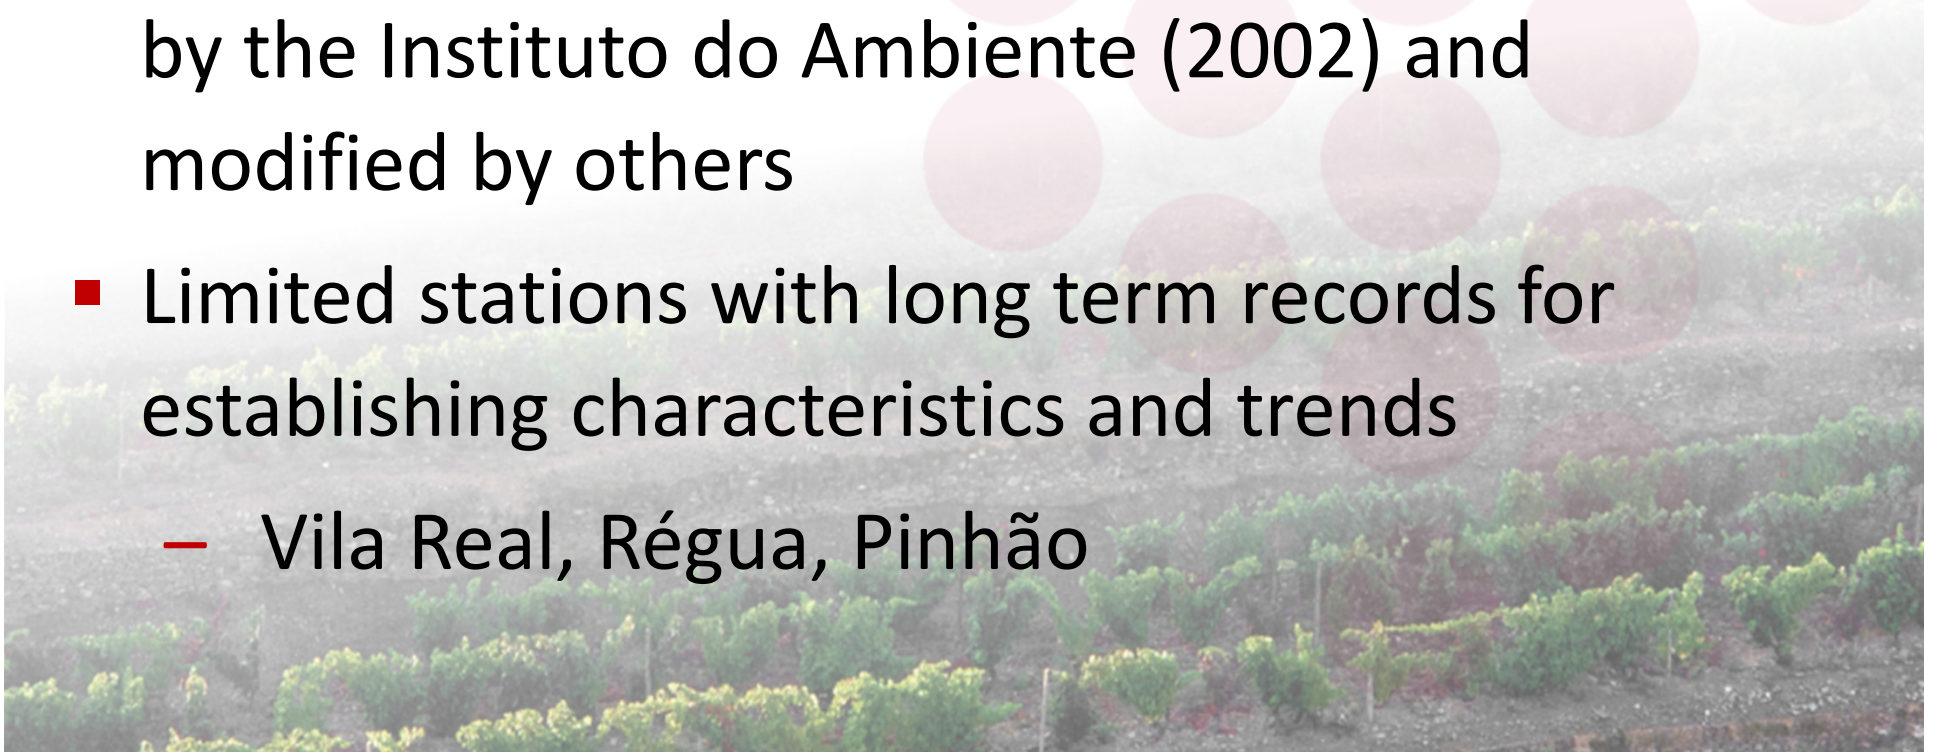 by the Instituto do Ambiente (2002) and
modified by others
▪ Limited stations with long term records for
establishing characteristics and trends
– Vila Real, Régua, Pinhão